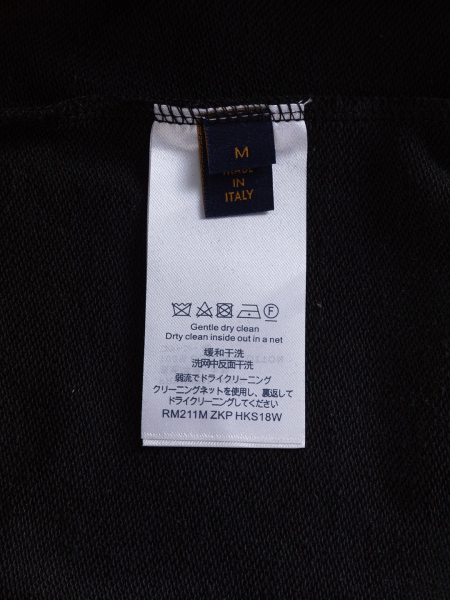 M
MADE
IN
ITALY
F
Gentle dry clean
Drty clean inside out in a net
缓和干洗
洗网中反面干洗
弱流でドライクリーニング
クリーニングネットを使用し、裏返して
ドライクリーニングしてください
RM211M ZKP HKS18W